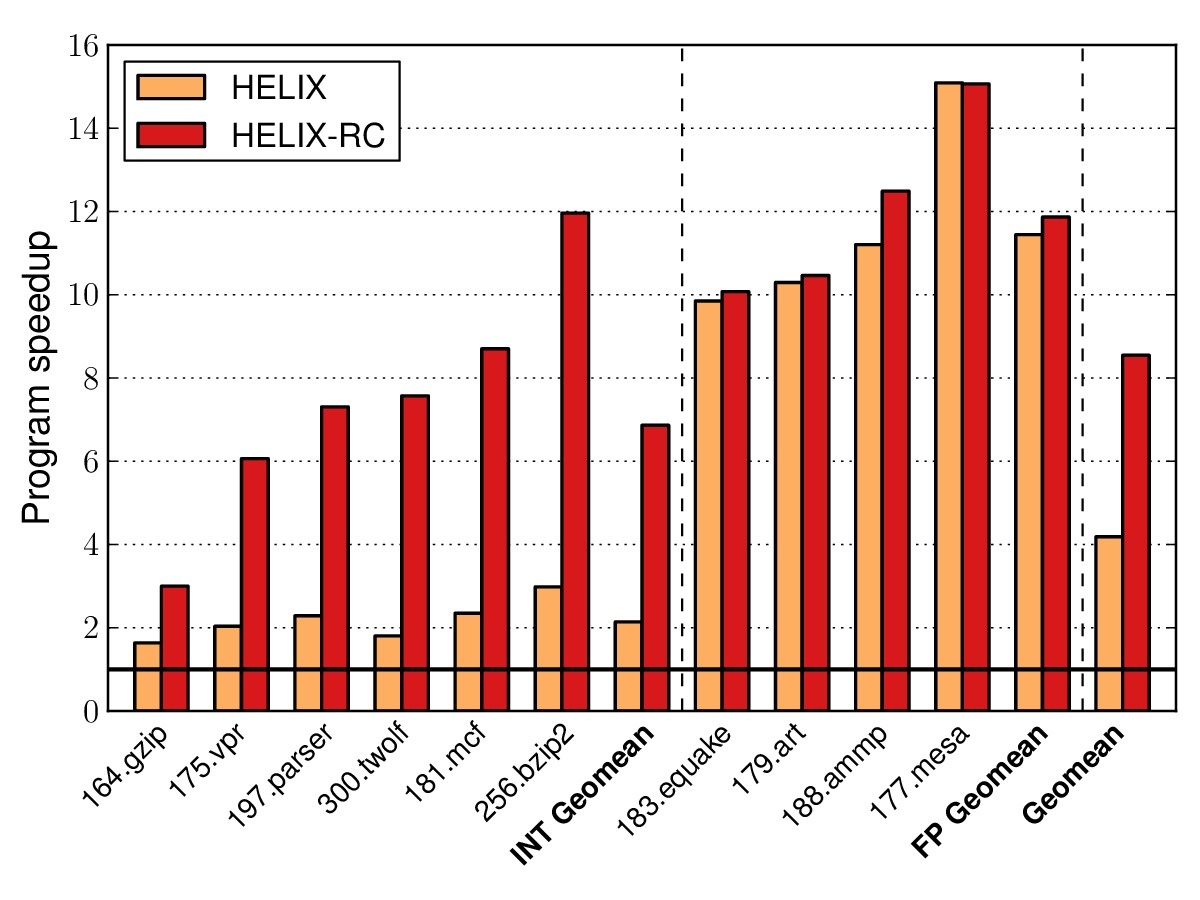 16
14
12
10
8
6
4
2
0
Program speedup
HELIX
HELIX-RC
164.gzip
175.vpr
197.parser
300.twolf
181.mcf
256.bzip2
INT Geomean
183.equake
179.art
188.ammp
177.mesa
FP Geomean
Geomean